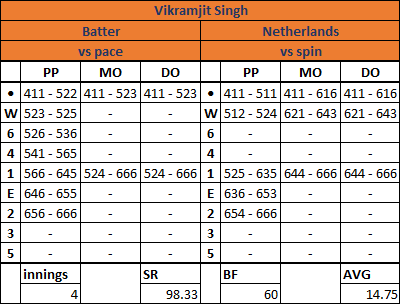 Vikramjit Singh
Batter Netherlands
vs pace vs spin
PP MO DO PP MO DO
• 411 - 522 411 - 523 411 - 523 • 411 - 511 411 - 616 411 - 616
W 523 - 525 - - W 512 - 524 621 - 643 621 - 643
6 526 - 536 - - 6 - - -
4 541 - 565 - - 4 - - -
1 566 - 645 524 - 666 524 - 666 1 525 - 635 644 - 666 644 - 666
E 646 - 655 - - E 636 - 653 - -
2 656 - 666 - - 2 654 - 666 - -
3 - - - 3 - - -
5 - - - 5 - - -
innings SR BF AVG
4 98.33 60 14.75